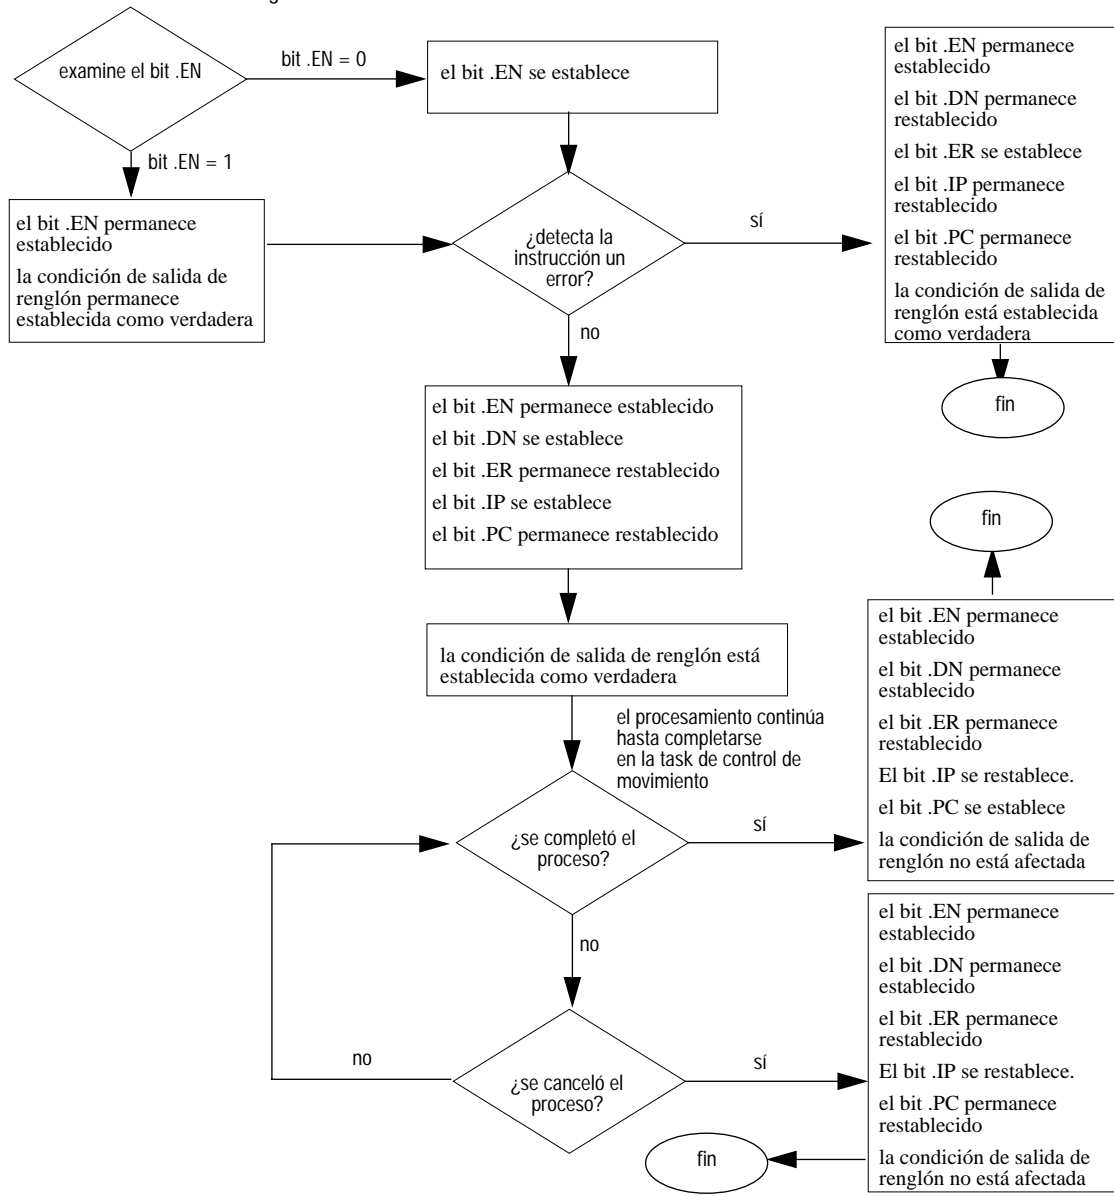 examine el bit .EN
bit .EN = 0
el bit .EN se establece
bit .EN = 1
el bit .EN permanece
establecido
la condición de salida de
renglón permanece
establecida como verdadera
¿detecta la
instrucción un
error?
sí
el bit .EN permanece
establecido
el bit .DN permanece
restablecido
el bit .ER se establece
el bit .IP permanece
restablecido
el bit .PC permanece
restablecido
la condición de salida de
renglón está establecida
como verdadera
fin
no
el bit .EN permanece establecido
el bit .DN se establece
el bit .ER permanece restablecido
el bit .IP se establece
el bit .PC permanece restablecido
la condición de salida de renglón está
establecida como verdadera
el procesamiento continúa
hasta completarse
en la task de control de
movimiento
¿se completó el
proceso?
sí
fin
el bit .EN permanece
establecido
el bit .DN permanece
establecido
el bit .ER permanece
restablecido
El bit .IP se restablece.
el bit .PC se establece
la condición de salida de
renglón no está afectada
no
¿se canceló el
proceso?
no
sí
el bit .EN permanece
establecido
el bit .DN permanece
establecido
el bit .ER permanece
restablecido
El bit .IP se restablece.
el bit .PC permanece
restablecido
la condición de salida de
renglón no está afectada
fin